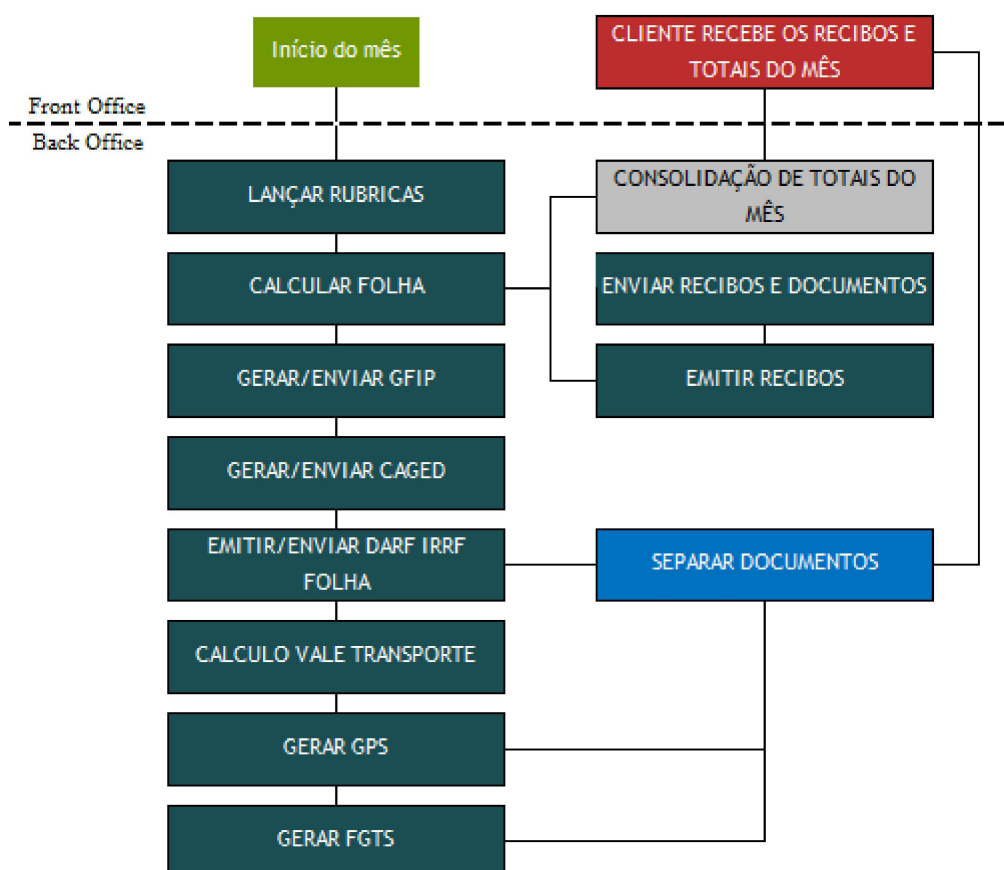 Início do mês
CLIENTE RECEBE OS RECIBOS E
TOTAIS DO MÊS
Front Office
Back Office
LANÇAR RUBRICAS
CONSOLIDAÇÃO DE TOTAIS DO
MÊS
CALCULAR FOLHA
ENVIAR RECIBOS E DOCUMENTOS
GERAR/ENVIAR GFIP
EMITIR RECIBOS
GERAR/ENVIAR CAGED
EMITIR/ENVIAR DARF IRRF
FOLHA
SEPARAR DOCUMENTOS
CALCULO VALE TRANSPORTE
GERAR GPS
GERAR FGTS